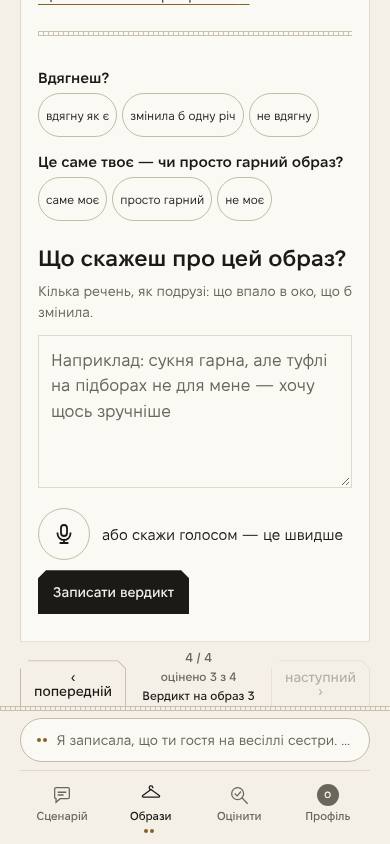 Вдягнеш?
вдягну як є
змінила б одну річ
не вдягну
Це саме твоє — чи просто гарний образ?
саме моє
просто гарний
не моє
Що скажеш про цей образ?
Кілька речень, як подрузі: що впало в око, що б
змінила.
Наприклад: сукня гарна, але туфлі
на підборах не для мене — хочу
щось зручніше
або скажи голосом — це швидше
Записати вердикт
‹
попередній
4 / 4
оцінено 3 з 4
Вердикт на образ 3
наступний
›
Я записала, що ти гостя на весіллі сестри. ...
Сценарій
Образи
Оцінити
О
Профіль